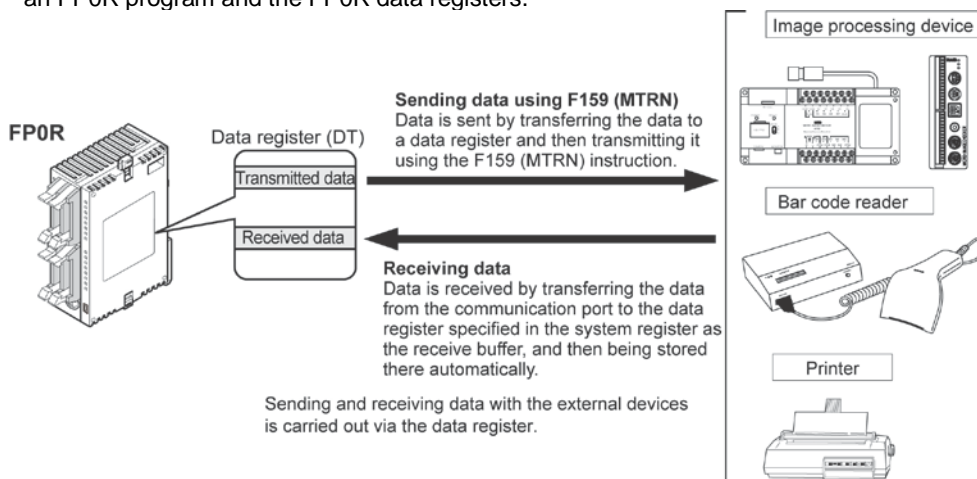 an FP0R program and the FP0R data registers.
Image processing device
Sending data using F159 (MTRN)
Data is sent by transferring the data to
a data register and then transmitting it
using the F159 (MTRN) instruction.
FP0R
Data register (DT)
Transmitted data
Bar code reader
Received data
Receiving data
Data is received by transferring the data
from the communication port to the data
register specified in the system register as
the receive buffer, and then being stored
there automatically.
Printer
Sending and receiving data with the external devices
is carried out via the data register.